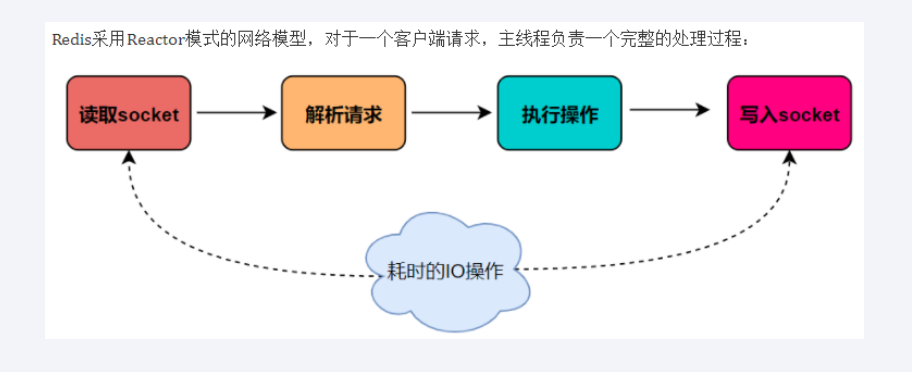 Redis采用Reactor模式的网络模型，对于一个客户端请求，主线程负责一个完整的处理过程：
读取socket
解析请求
执行操作
写入socket
耗时的IO操作